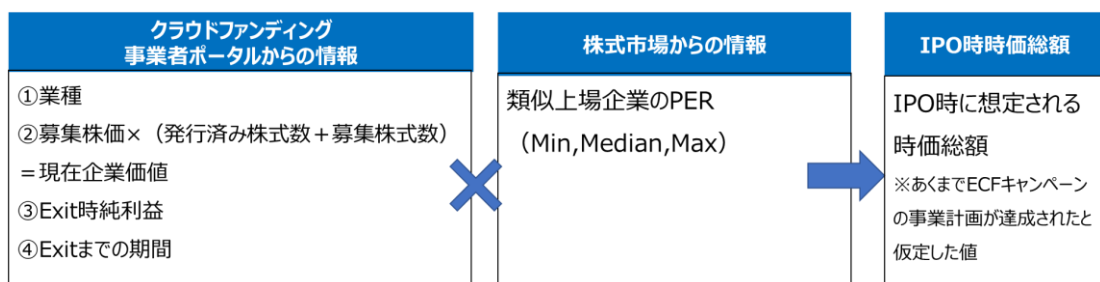 クラウドファンディング
事業者ポータルからの情報
①業種
②募集株価×（発行済み株式数＋募集株式数）
＝現在企業価値
③Exit時純利益
④Exitまでの期間
株式市場からの情報
類似上場企業のPER
（Min,Median,Max）
IPO時時価総額
IPO時に想定される
時価総額
※あくまでECFキャンペーン
の事業計画が達成されたと
仮定した値